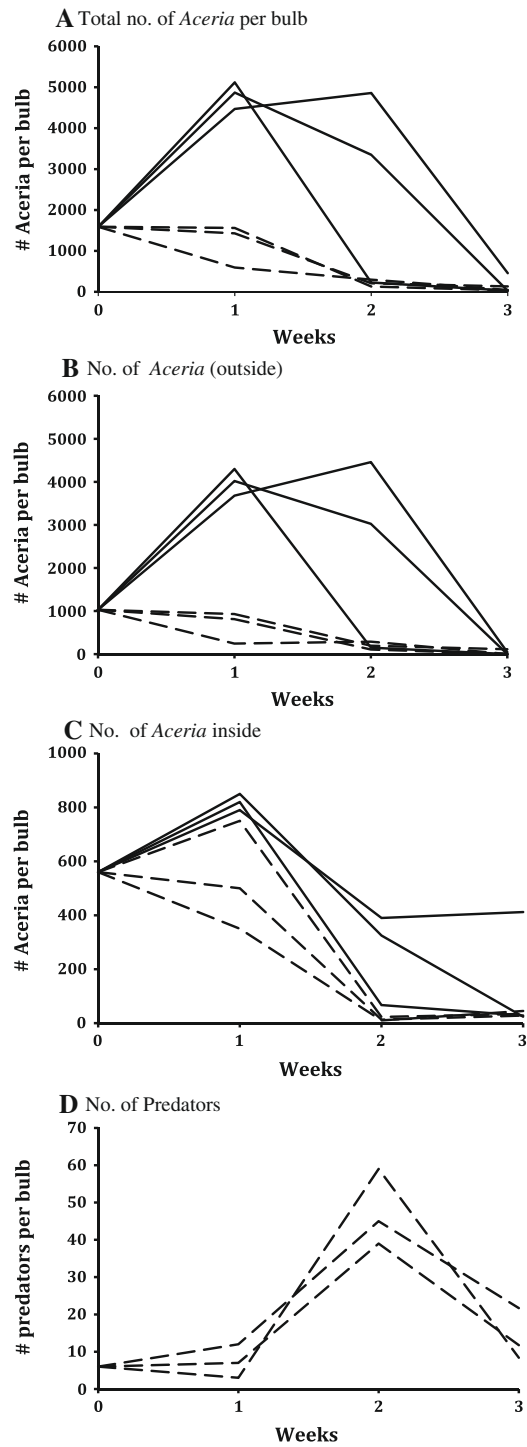 A Total no. of Aceria per bulb
6000
5000
4000
3000
2000
1000
0
# Aceria per bulb
0 1 2 3
Weeks
B No. of Aceria (outside)
6000
5000
4000
3000
2000
1000
0
# Aceria per bulb
0 1 2 3
Weeks
C No. of Aceria inside
1000
800
600
400
200
0
# Aceria per bulb
0 1 2 3
Weeks
D No. of Predators
70
60
50
40
30
20
10
0
# predators per bulb
0 1 2 3
Weeks